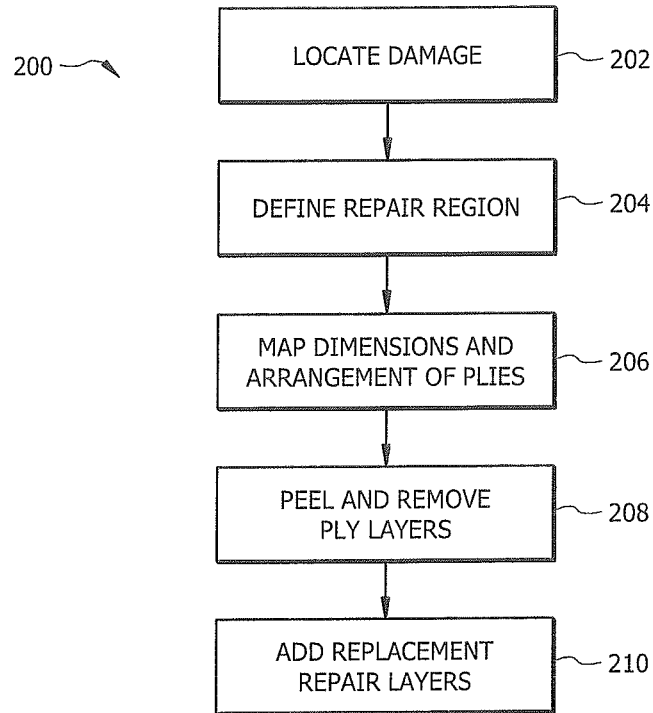 200
LOCATE DAMAGE
202
DEFINE REPAIR REGION
204
MAP DIMENSIONS AND
ARRANGEMENT OF PLIES
206
PEEL AND REMOVE
PLY LAYERS
208
ADD REPLACEMENT
REPAIR LAYERS
210